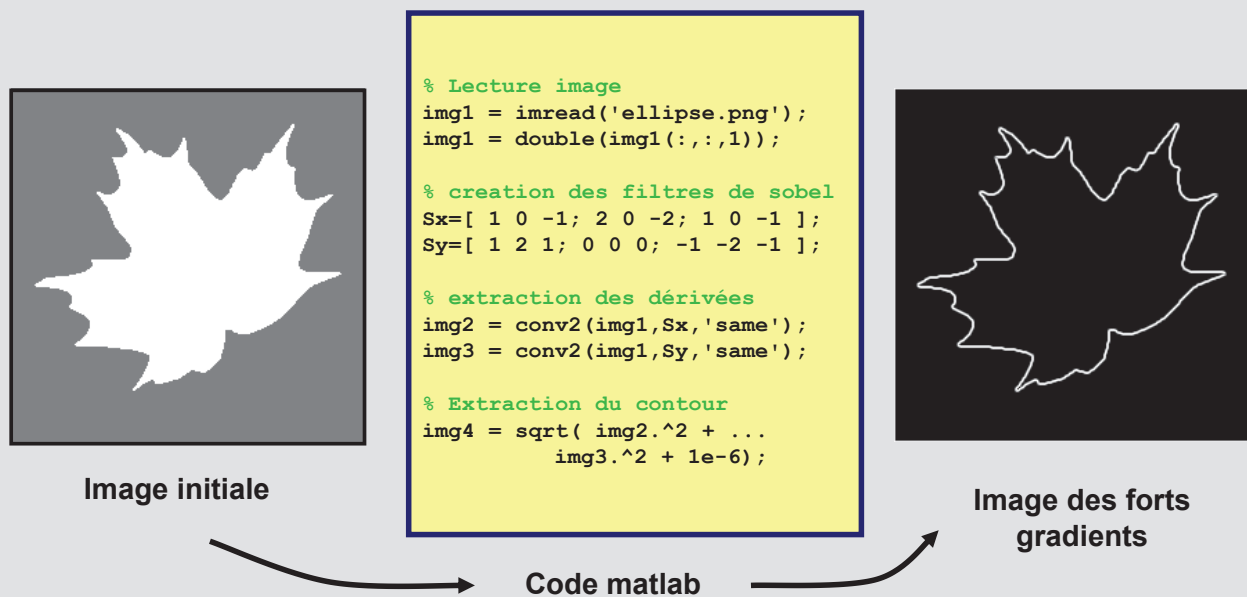 % Lecture image
img1 = imread('ellipse.png');
img1 = double(img1(:,:,1));
% creation des filtres de sobel
Sx=[ 1 0 -1; 2 0 -2; 1 0 -1 ];
Sy=[ 1 2 1; 0 0 0; -1 -2 -1 ];
% extraction des dérivées
img2 = conv2(img1,Sx,'same');
img3 = conv2(img1,Sy,'same');
% Extraction du contour
img4 = sqrt( img2.^2 + ...
img3.^2 + 1e-6);
Image initiale
Image des forts
gradients
Code matlab